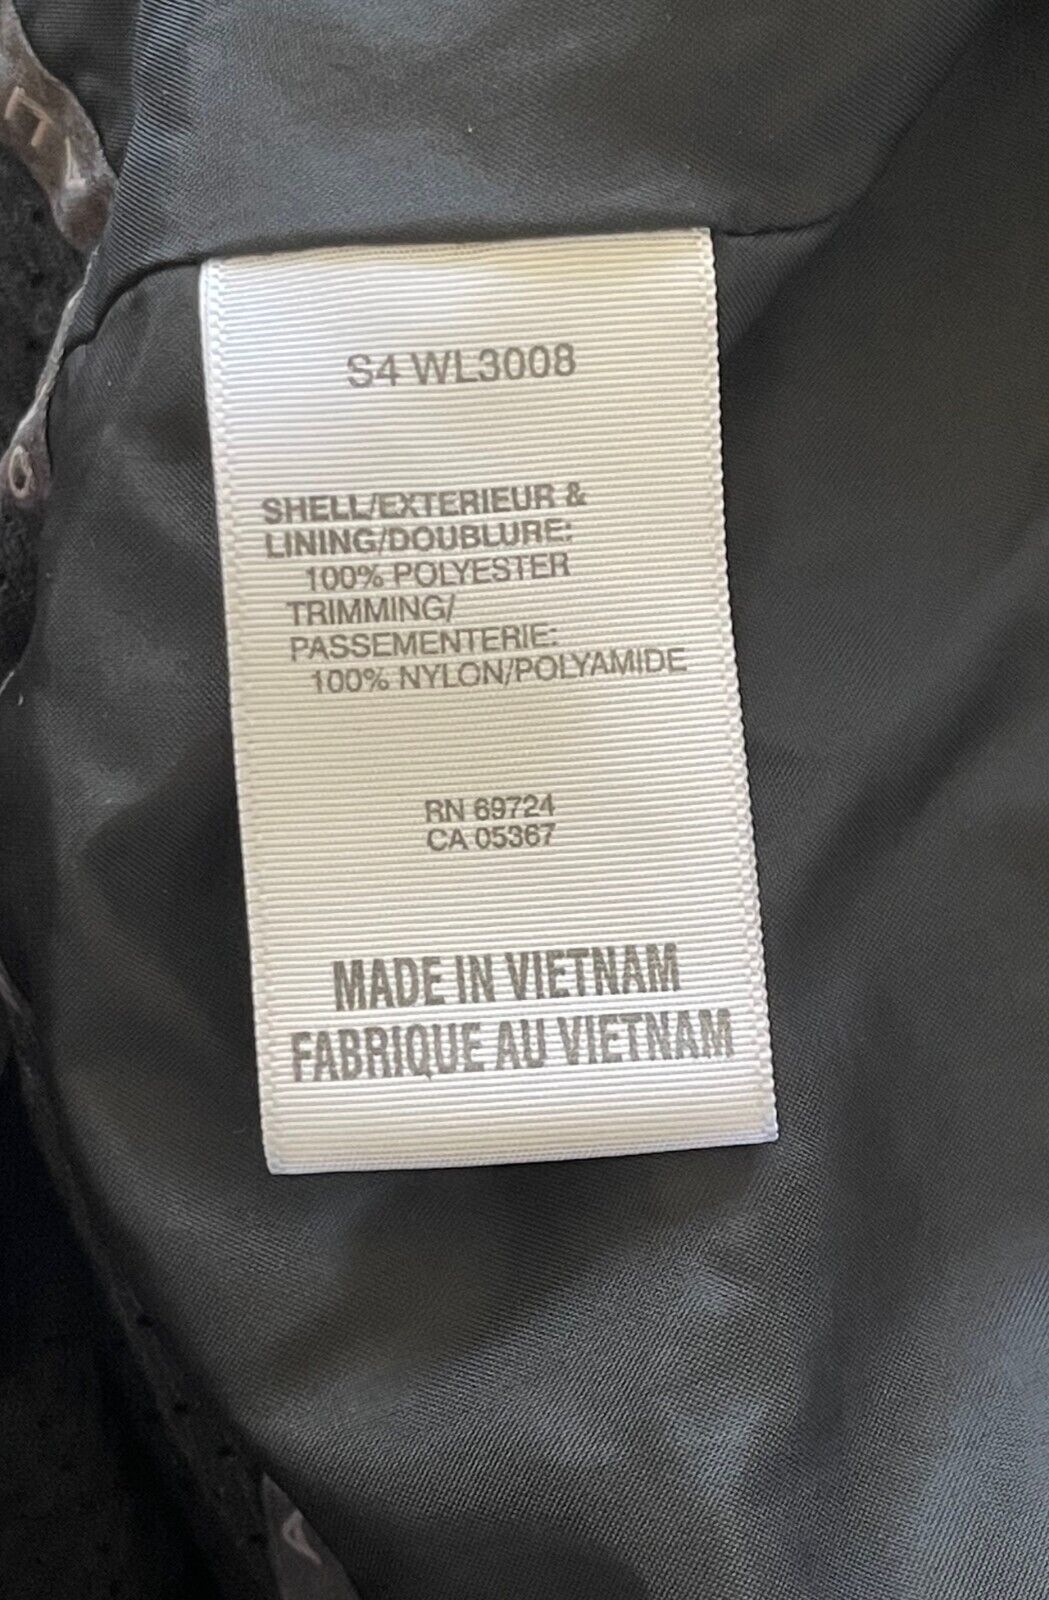 S4 WL3008
SHELL/EXTERIEUR &
LINING/DOUBLURE:
100% POLYESTER
TRIMMING/
PASSEMENTERIE:
100% NYLON/POLYAMIDE
RN 69724
CA 05367
MADE IN VIETNAM
FABRIQUE AU VIETNAM